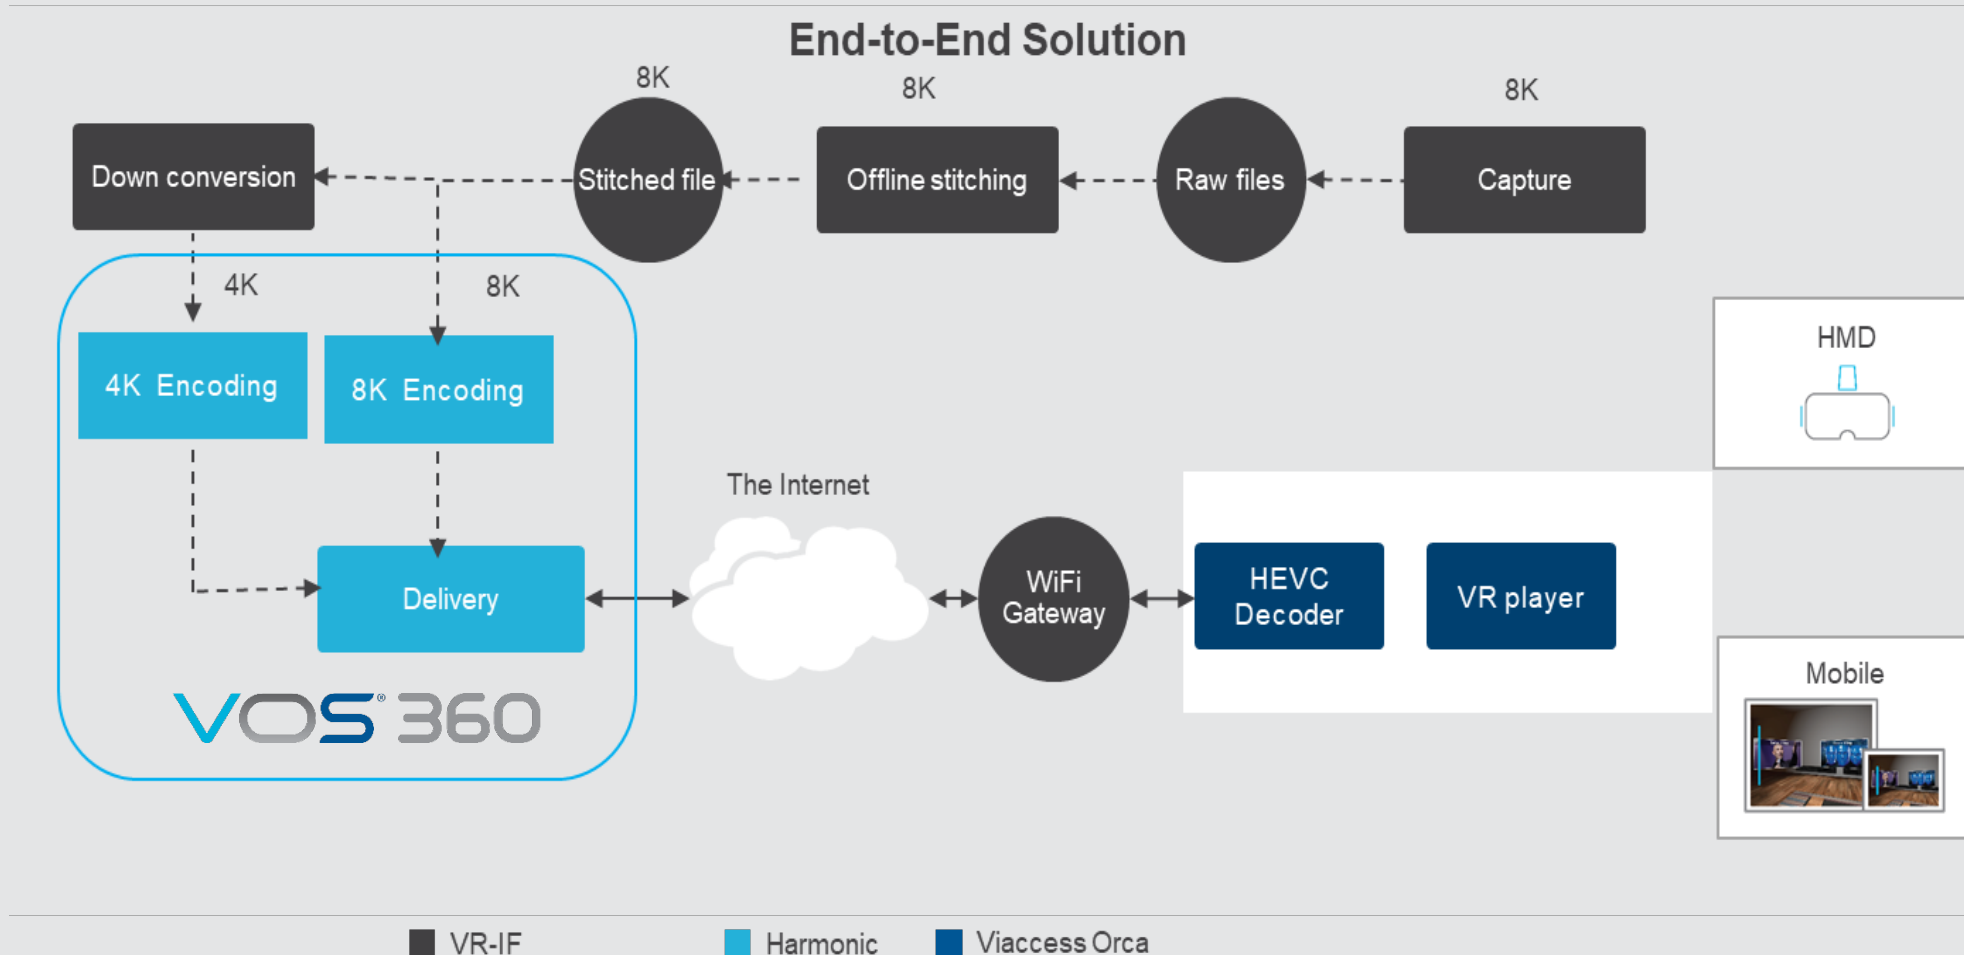 End-to-End Solution
8K
8K
8K
Down conversion
Stitched file
Offline stitching
Raw files
Capture
4K
8K
HMD
4K Encoding
8K Encoding
The Internet
Delivery
WiFi
Gateway
HEVC
Decoder
VR player
Mobile
VOS® 360
VR-IF
Harmonic
Viaccess Orca